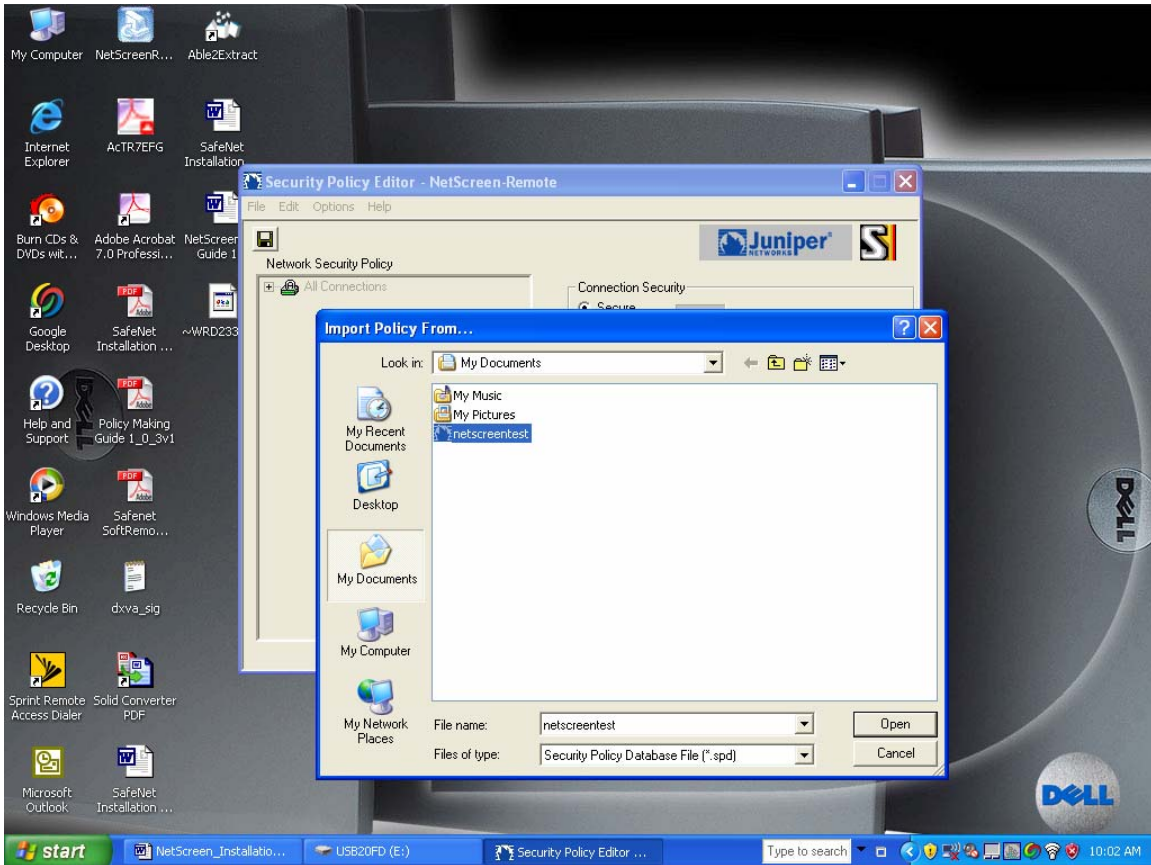 My Computer
NetScreenR...
Able2Extract
Internet
Explorer
AcTR7EFG
SafeNet
Installation
Burn CDs &
DVDs wit...
Adobe Acrobat
7.0 Professi...
NetScreen
Guide 1
Google
Desktop
SafeNet
Installation ...
~WRD233
Help and
Support
Policy Making
Guide 1_0_3v1
Windows Media
Player
Safenet
SoftRemo...
Recycle Bin
dxva_sig
Sprint Remote
Access Dialer
Solid Converter
PDF
Microsoft
Outlook
SafeNet
Installation ...
Security Policy Editor - NetScreen-Remote
File Edit Options Help
Juniper
NETWORKS
Network Security Policy
All Connections
Connection Security
Secure
Import Policy From...
Look in:
My Documents
My Recent
Documents
Desktop
My Documents
My Computer
My Network
Places
My Music
My Pictures
netscreentest
File name:
netscreentest
Open
Files of type:
Security Policy Database File (*.spd)
Cancel
DELL
DELL
start
NetScreen_Installatio...
USB20FD (E:)
Security Policy Editor ...
Type to search
10:02 AM